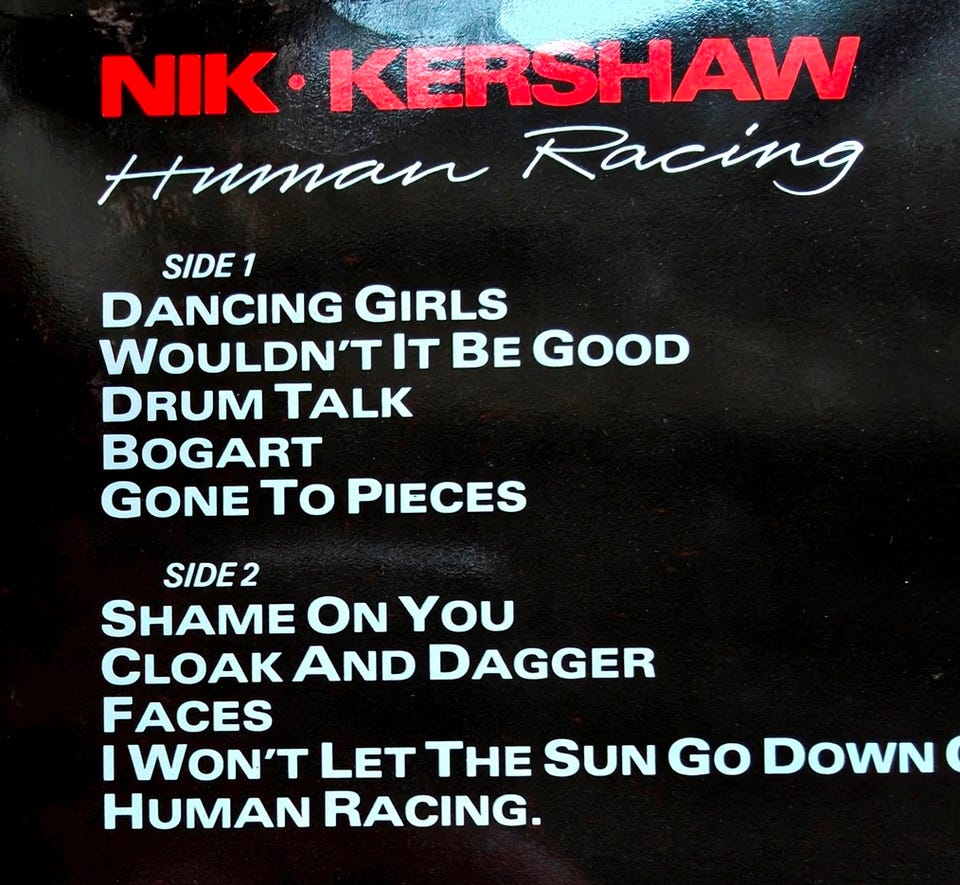 NIK·KERSHAW
Human Racing
SIDE 1
DANCING GIRLS
WOULDN'T IT BE GOOD
DRUM TALK
BOGART
GONE TO PIECES
SIDE 2
SHAME ON YOU
CLOAK AND DAGGER
FACES
I WON'T LET THE SUN GO DOWN
HUMAN RACING.